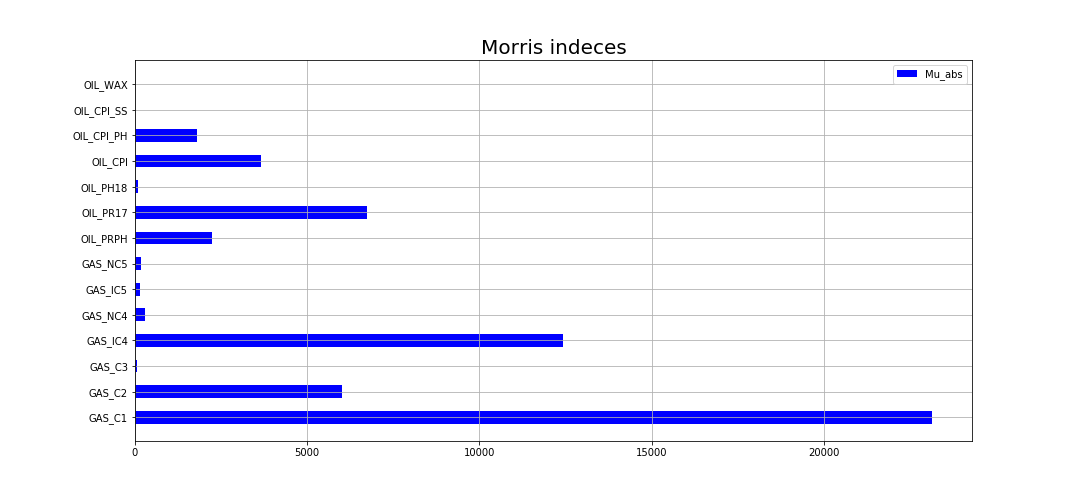 Morris indeces
Mu_abs
OIL_WAX
OIL_CPI_SS
OIL_CPI_PH
OIL_CPI
OIL_PH18
OIL_PR17
OIL_PRPH
GAS_NC5
GAS_IC5
GAS_NC4
GAS_IC4
GAS_C3
GAS_C2
GAS_C1
0 5000 10000 15000 20000